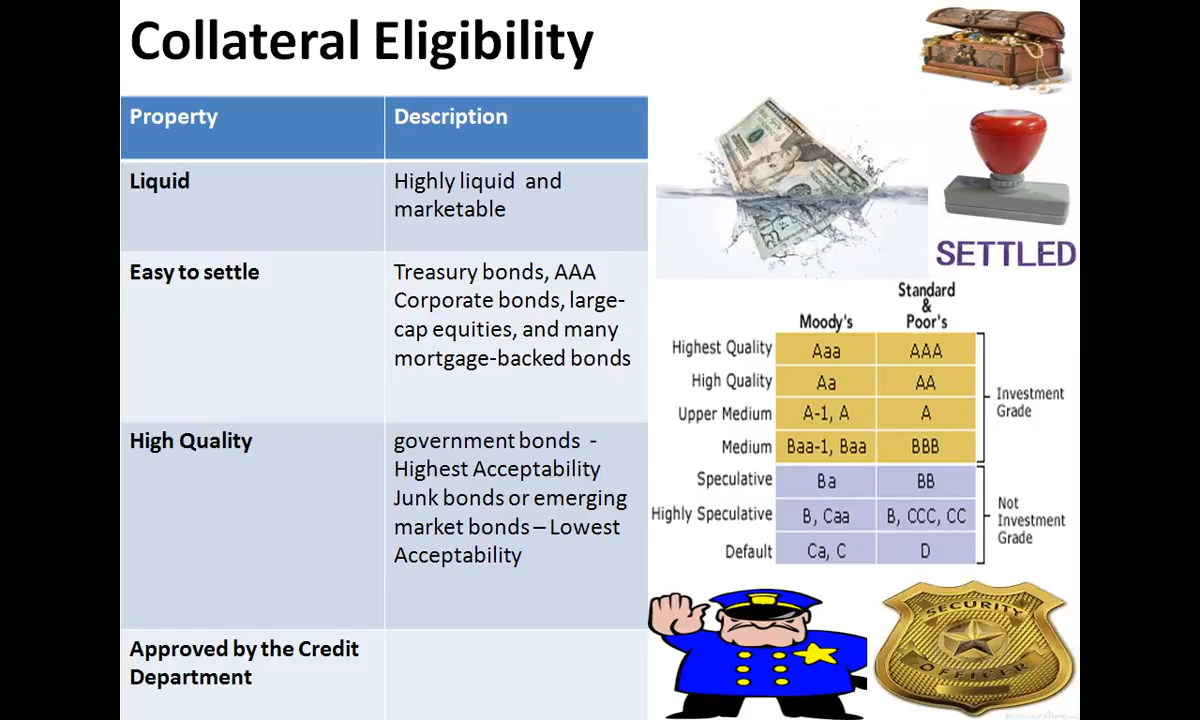 Collateral Eligibility
Property
Description
Liquid
Highly liquid and
marketable
Easy to settle
Treasury bonds, AAA
Corporate bonds, large-
cap equities, and many
mortgage-backed bonds
High Quality
government bonds -
Highest Acceptability
Junk bonds or emerging
market bonds – Lowest
Acceptability
Approved by the Credit
Department
SETTLED
Moody's
Standard
&
Poor's
Highest Quality Aaa AAA
High Quality Aa AA
Upper Medium A-1, A A
Medium Baa-1, Baa BBB
Investment
Grade
Speculative Ba BB
Highly Speculative B, Caa B, CCC, CC
Default Ca, C D
Not
Investment
Grade
SECURITY
OFFICER